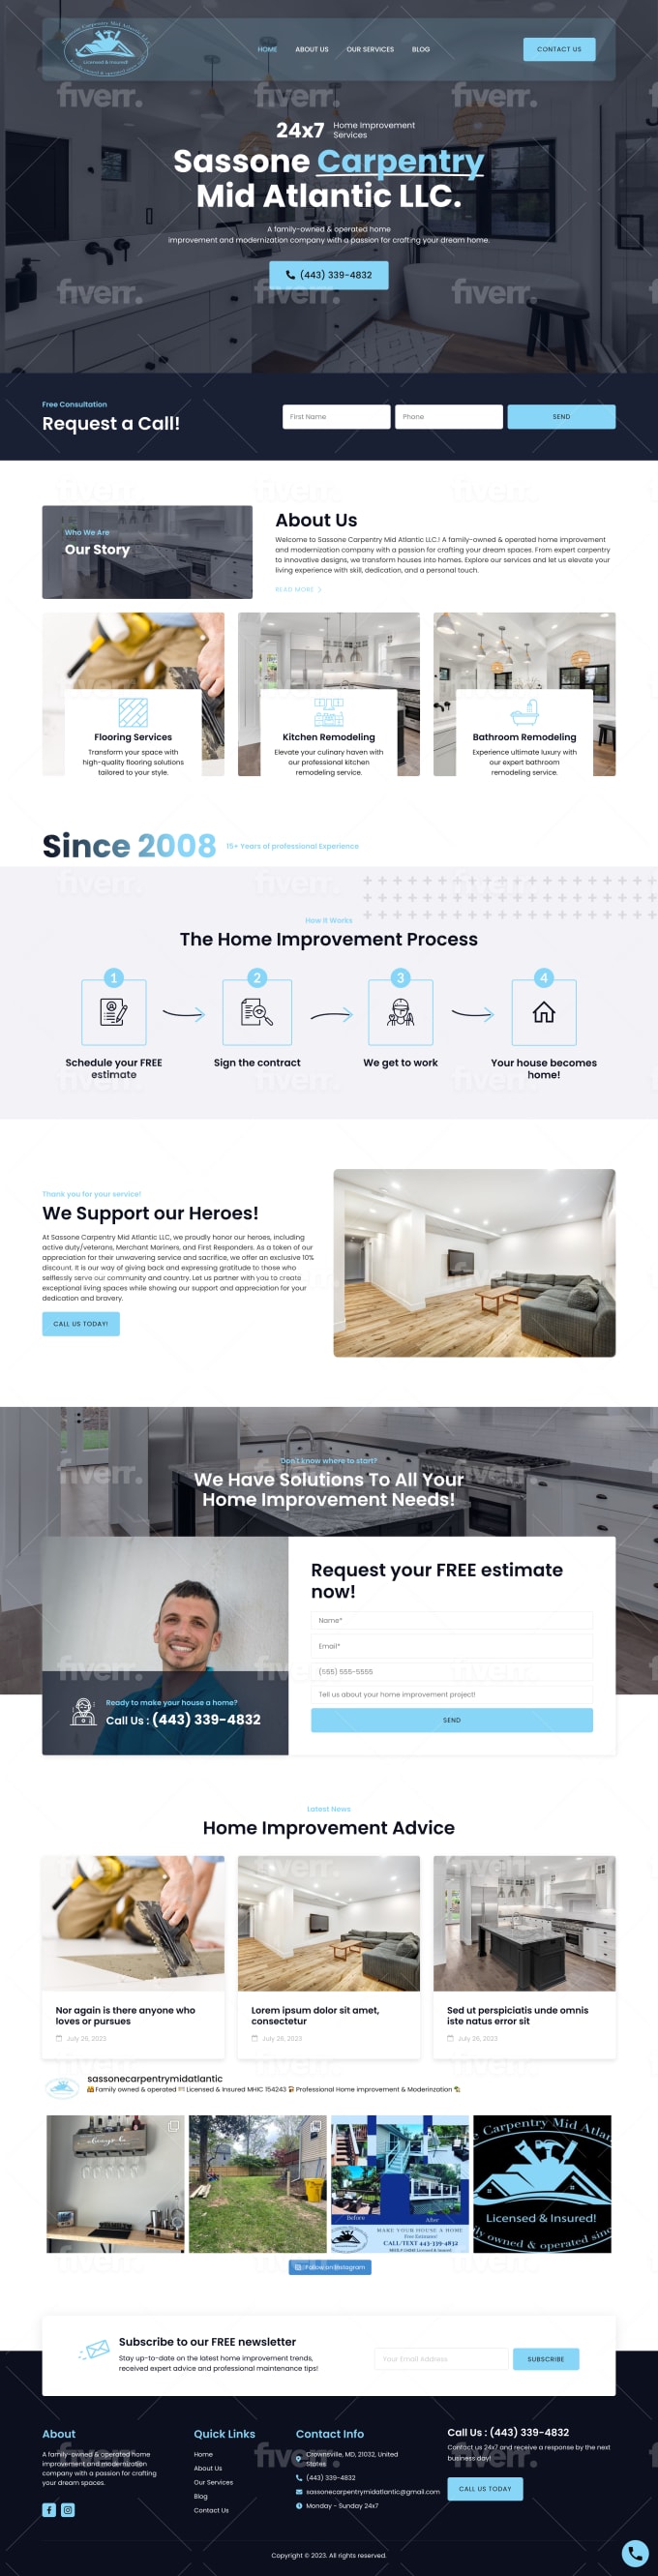 Sassone Carpentry Mid Atlantic LLC
Licensed & Insured!
Family owned & operated
HOME
ABOUT US
OUR SERVICES
BLOG
CONTACT US
fiverr.
fiverr.
fiverr.
24x7
Home Improvement
Services
Sassone Carpentry
Mid Atlantic LLC.
A family-owned & operated home
improvement and modernization company with a passion for crafting your dream home.
(443) 339-4832
fiverr.
fiverr.
fiverr.
Free Consultation
Request a Call!
First Name
Phone
SEND
Who We Are
Our Story
About Us
Welcome to Sassone Carpentry Mid Atlantic LLC.! A family-owned & operated home improvement
and modernization company with a passion for crafting your dream spaces. From expert carpentry
to innovative designs, we transform houses into homes. Explore our services and let us elevate your
living experience with skill, dedication, and a personal touch.
READ MORE
Flooring Services
Transform your space with
high-quality flooring solutions
tailored to your style.
Kitchen Remodeling
Elevate your culinary haven with
our professional kitchen
remodeling service.
Bathroom Remodeling
Experience ultimate luxury with
our expert bathroom
remodeling service.
Since 2008
15+ Years of professional Experience
How It Works
The Home Improvement Process
1
2
3
4
Schedule your FREE
estimate
Sign the contract
We get to work
Your house becomes
home!
Thank you for your service!
We Support our Heroes!
At Sassone Carpentry Mid Atlantic LLC, we proudly honor our heroes, including
active duty/veterans, Merchant Mariners, and First Responders. As a token of our
appreciation for their unwavering service and sacrifice, we offer an exclusive 10%
discount. It is our way of giving back and expressing gratitude to those who
selflessly serve our community and country. Let us partner with you to create
exceptional living spaces while showing our support and appreciation for your
dedication and bravery.
CALL US TODAY!
Don't know where to start?
We Have Solutions To All Your
Home Improvement Needs!
Ready to make your house a home?
Call Us : (443) 339-4832
Request your FREE estimate
now!
Name*
Email*
(555) 555-5555
Tell us about your home improvement project!
SEND
Latest News
Home Improvement Advice
Nor again is there anyone who
loves or pursues
July 28, 2023
Lorem ipsum dolor sit amet,
consectetur
July 28, 2023
Sed ut perspiciatis unde omnis
iste natus error sit
July 26, 2023
sassonecarpentrymidatlantic
Family owned & operated Licensed & Insured MHIC 154243 Professional Home improvement & Moderinzation
always be
Before
After
MAKE YOUR HOUSE A HOME
Free Estimates!
CALL/TEXT 443-339-4832
Carpentry Mid Atlan
Licensed & Insured!
ly owned & operated sin
Follow on Instagram
Subscribe to our FREE newsletter
Stay up-to-date on the latest home improvement trends,
received expert advice and professional maintenance tips!
Your Email Address
SUBSCRIBE
About
A family-owned & operated home
improvement and modernization
company with a passion for crafting
your dream spaces.
Quick Links
Home
About Us
Our Services
Blog
Contact Us
Contact Info
Crownsville, MD, 21032, United
States
(443) 339-4832
sassonecarpentrymidatlantic@gmail.com
Monday - Sunday 24x7
Call Us : (443) 339-4832
Contact us 24x7 and receive a response by the next
business day!
CALL US TODAY
Copyright © 2023. All rights reserved.